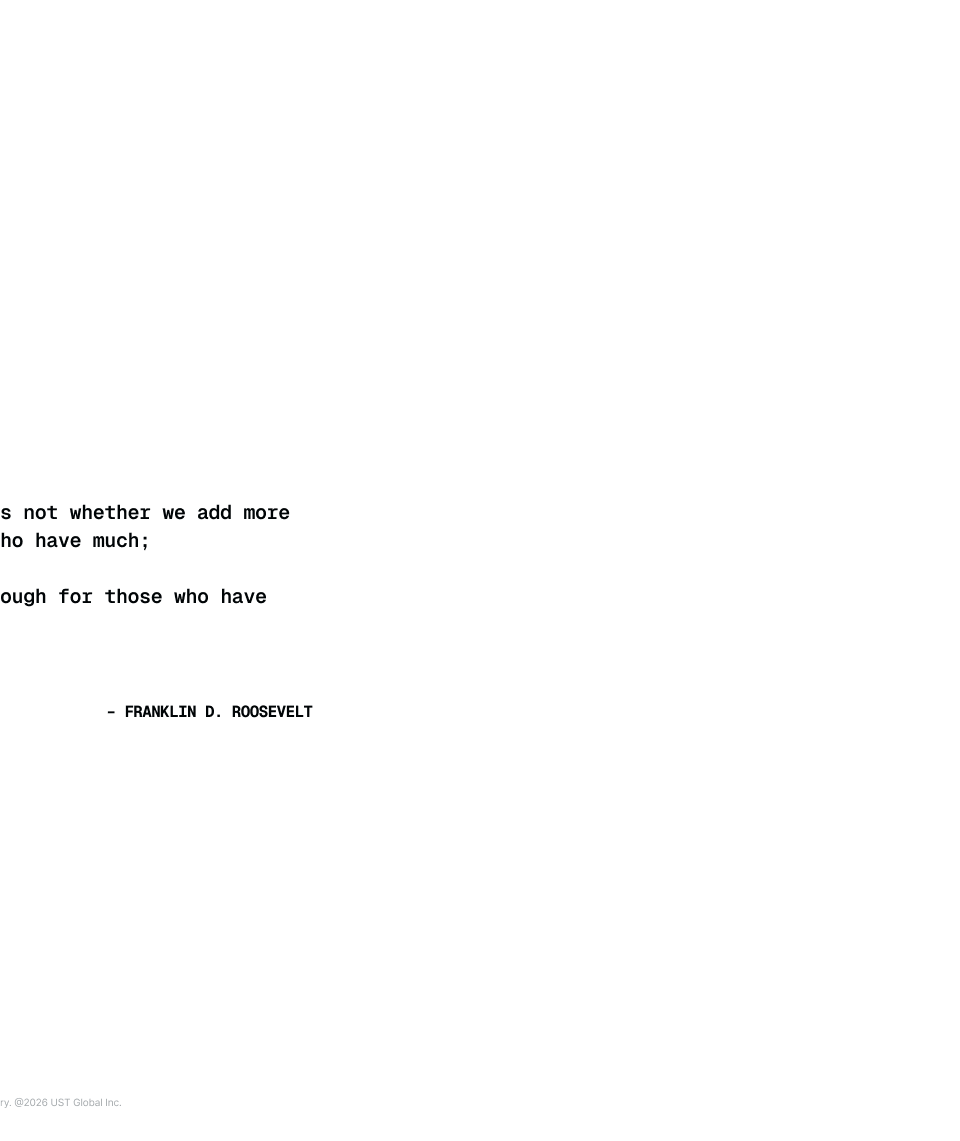 s not whether we add more
ho have much;
ough for those who have
– FRANKLIN D. ROOSEVELT
ry. @2026 UST Global Inc.